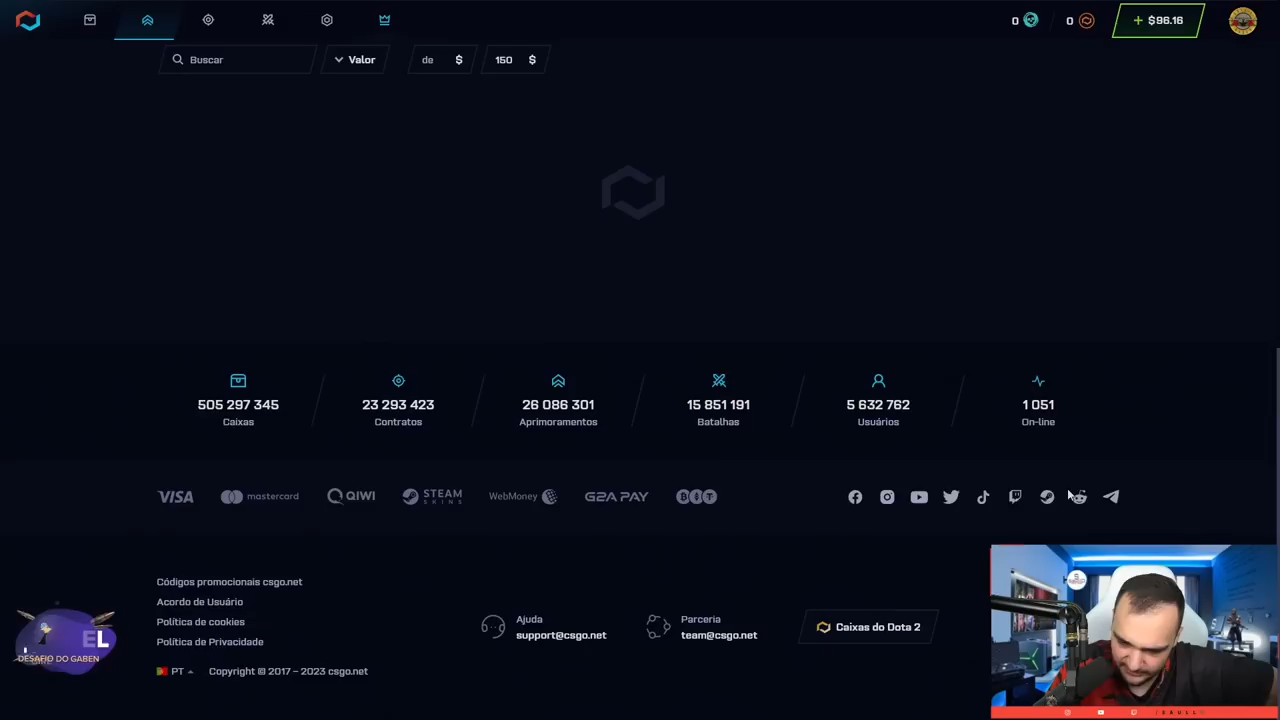 0
0
+ $96.16
Buscar
Valor
de $
150 $
505 297 345
Caixas
23 293 423
Contratos
26 086 301
Aprimoramentos
15 851 191
Batalhas
5 632 762
Usuários
1 051
On-line
VISA
mastercard
QIWI
STEAM
SKINS
WebMoney
G2A PAY
Códigos promocionais csgo.net
Acordo de Usuário
Política de cookies
Política de Privacidade
PT
Copyright © 2017 – 2023 csgo.net
Ajuda
support@csgo.net
Parceria
team@csgo.net
Caixas do Dota 2
EL
DESAFIO DO GABEN